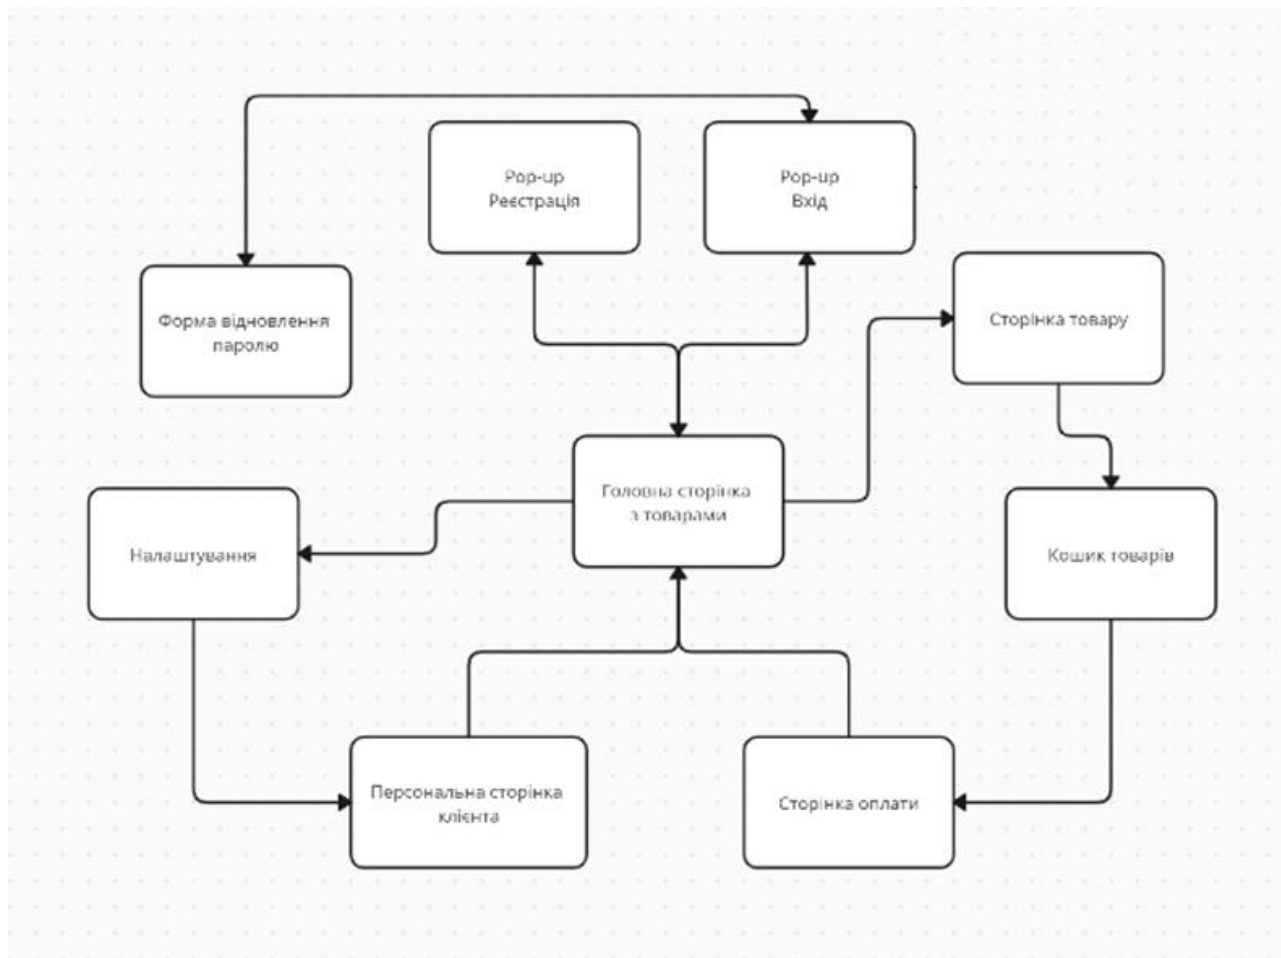 Pop-up
Реєстрація
Pop-up
Вхід
Форма відновлення
паролю
Сторінка товару
Головна сторінка
з товарами
Налаштування
Кошик товарів
Персональна сторінка
клієнта
Сторінка оплати